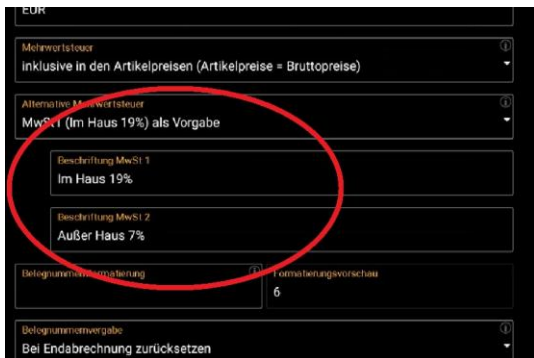 EUR
Mehrwertsteuer
inklusive in den Artikelpreisen (Artikelpreise = Bruttopreise)
Alternative Mehrwertsteuer
MwSt 1 (Im Haus 19%) als Vorgabe
Beschriftung MwSt 1
Im Haus 19%
Beschriftung MwSt 2
Außer Haus 7%
Belegnummernformatierung
Formatierungsvorschau
6
Belegnummernvergabe
Bei Endabrechnung zurücksetzen